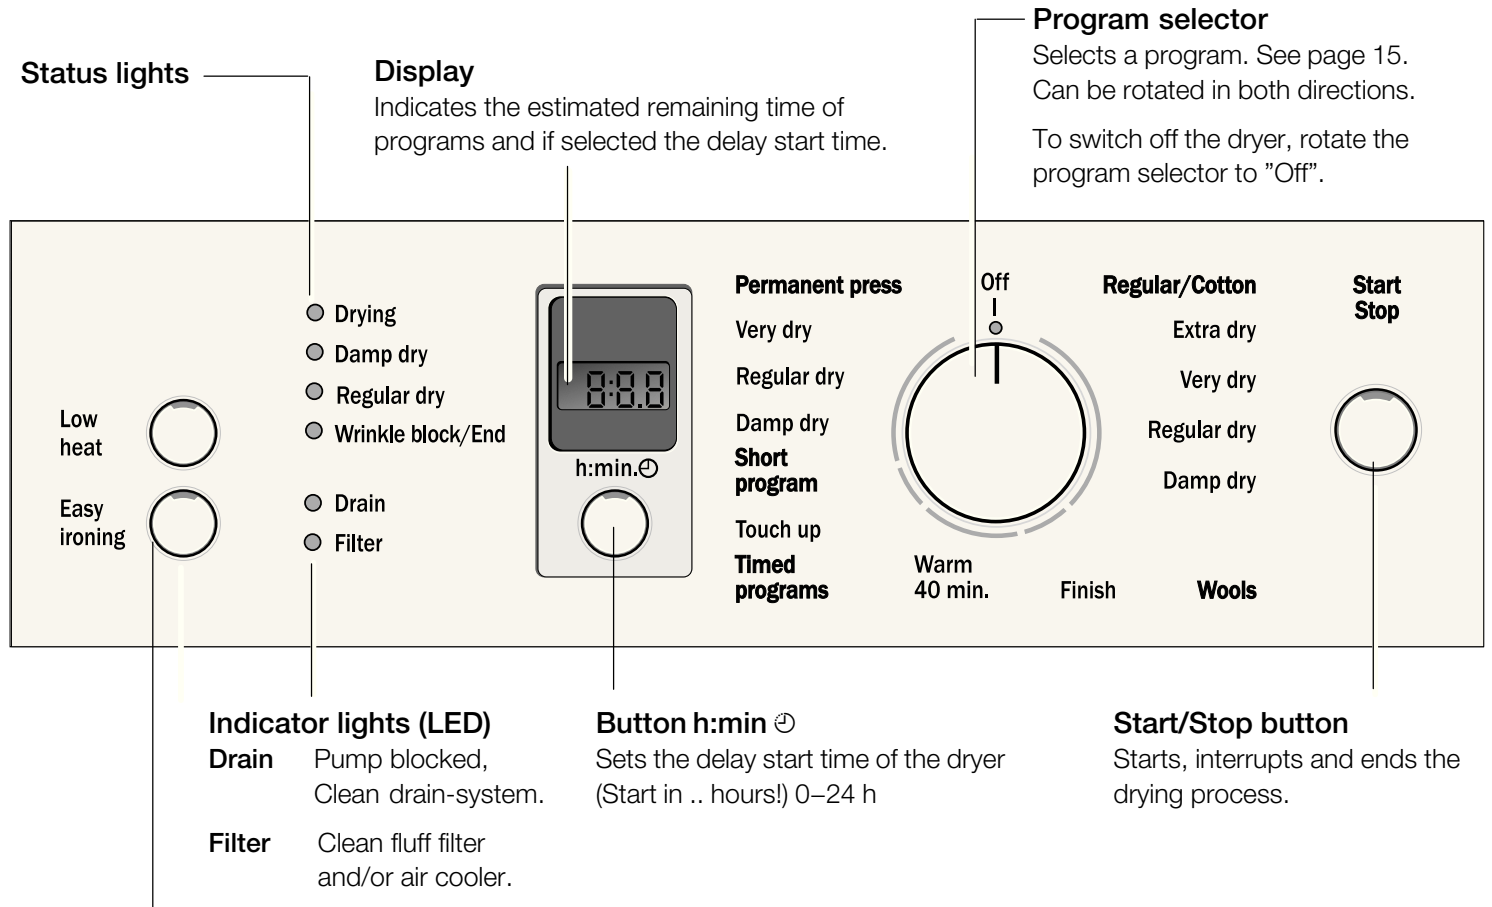 Program selector
Selects a program. See page 15.
Can be rotated in both directions.
To switch off the dryer, rotate the
program selector to ”Off”.
Status lights
Display
Indicates the estimated remaining time of
programs and if selected the delay start time.
Low
heat
Easy
ironing
Drying
Damp dry
Regular dry
Wrinkle block/End
Drain
Filter
8:8.8
h:min.
Permanent press
Very dry
Regular dry
Damp dry
Short
program
Touch up
Timed
programs
Off
Warm
40 min.
Finish
Regular/Cotton
Extra dry
Very dry
Regular dry
Damp dry
Wools
Start
Stop
Indicator lights (LED)
Drain Pump blocked,
Clean drain-system.
Filter Clean fluff filter
and/or air cooler.
Button h:min
Sets the delay start time of the dryer
(Start in .. hours!) 0–24 h
Start/Stop button
Starts, interrupts and ends the
drying process.